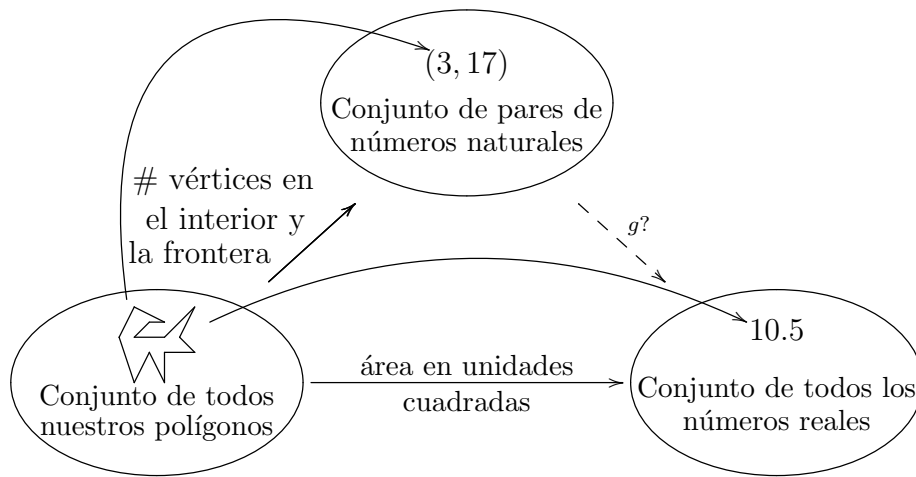 (3, 17)
Conjunto de pares de
números naturales
# vértices en
el interior y
la frontera
g?
10.5
Conjunto de todos los
números reales
área en unidades
cuadradas
Conjunto de todos
nuestros polígonos